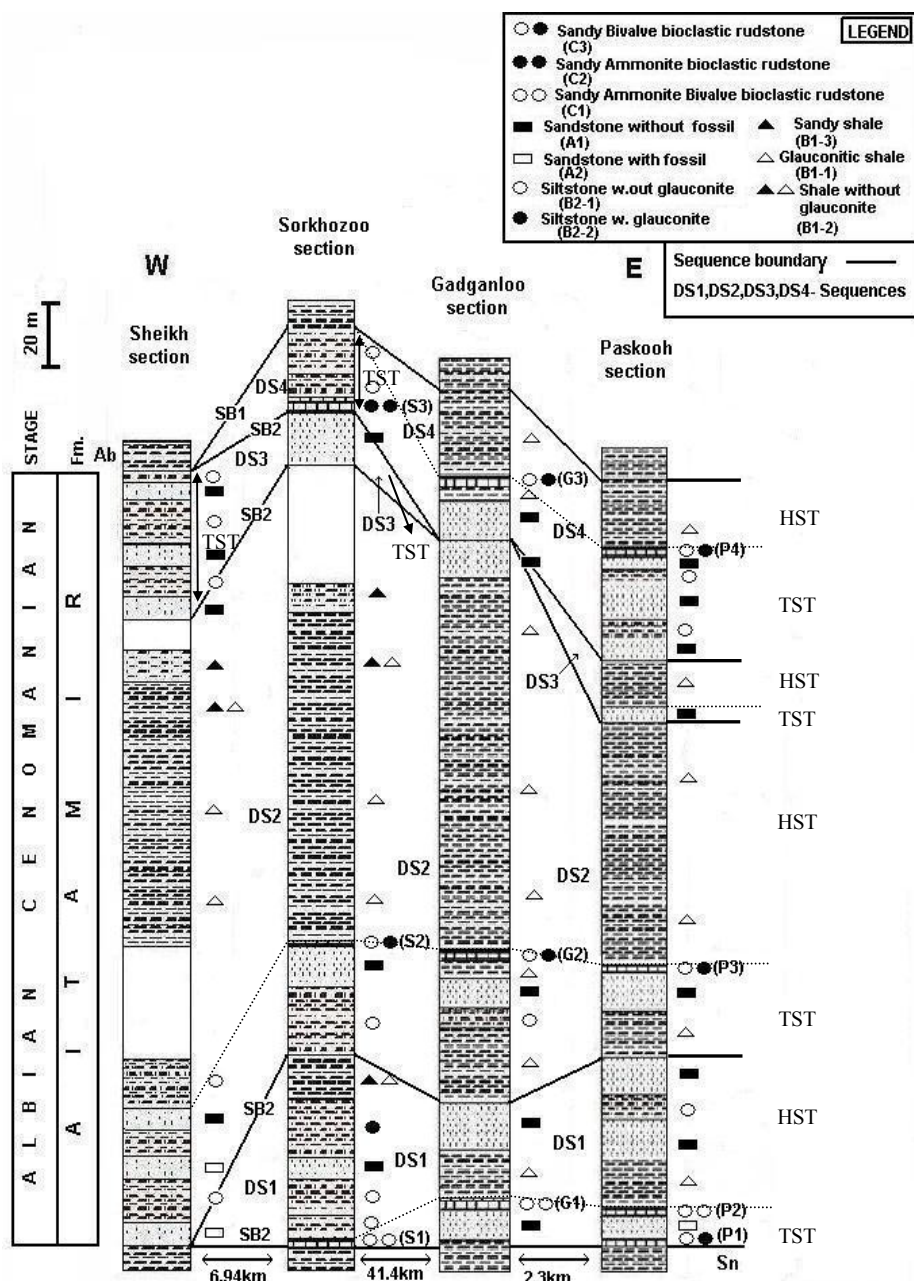 LEGEND
Sandy Bivalve bioclastic rudstone
(C3)
Sandy Ammonite bioclastic rudstone
(C2)
Sandy Ammonite Bivalve bioclastic rudstone
(C1)
Sandstone without fossil
(A1)
Sandstone with fossil
(A2)
Siltstone w.out glauconite
(B2-1)
Siltstone w. glauconite
(B2-2)
Sandy shale
(B1-3)
Glauconitic shale
(B1-1)
Shale without
glauconite
(B1-2)
Sequence boundary
DS1,DS2,DS3,DS4- Sequences
W
E
20 m
Sheikh
section
Sorkhozoo
section
Gadganloo
section
Paskooh
section
STAGE
Fm.
Ab
ALBIAN CENOMANIAN
AITAMIR
SB1
SB2
DS3
SB2
TST
DS4
TST
(S3)
DS4
DS3
TST
(G3)
DS4
(P4)
HST
TST
DS3
HST
TST
DS2
DS2
DS2
HST
(S2)
(G2)
(P3)
TST
SB2
DS1
SB2
DS1
DS1
HST
(S1)
(G1)
(P2)
(P1)
TST
Sn
6.94km
41.4km
2.3km